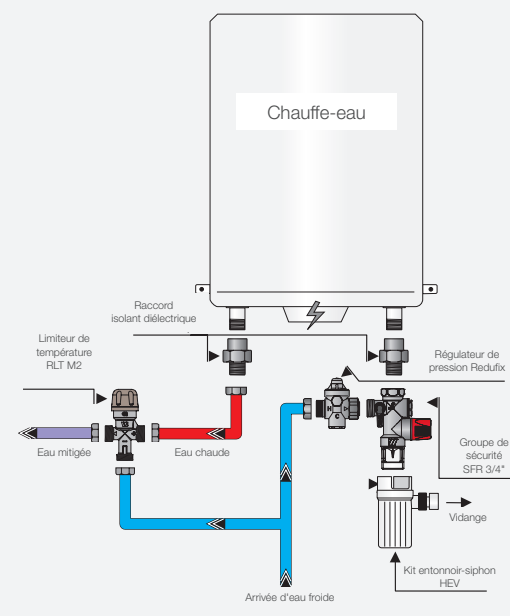 Chauffe-eau
Raccord
isolant diélectrique
Limiteur de
température
RLT M2
Régulateur de
pression Redufix
Eau mitigée
Eau chaude
Groupe de
sécurité
SFR 3/4"
Vidange
Kit entonnoir-siphon
HEV
Arrivée d'eau froide